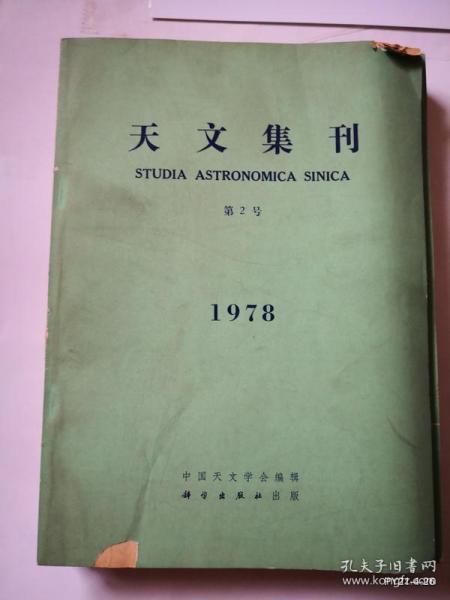 天文集刊
STUDIA ASTRONOMICA SINICA
第2号
1978
中国天文学会编辑
科学出版社出版
孔夫子旧书网